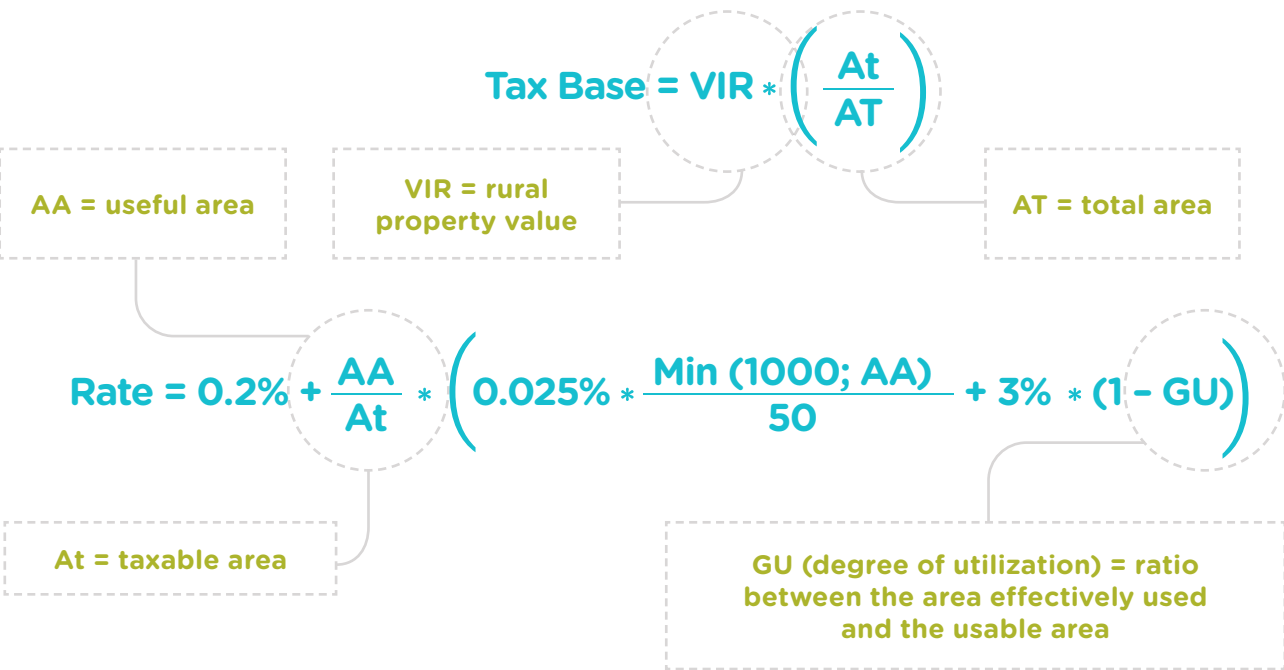 Tax Base = VIR * ( At / AT )
AA = useful area
VIR = rural
property value
AT = total area
Rate = 0.2% + AA / At * ( 0.025% * Min (1000; AA) / 50 + 3% * (1 - GU) )
At = taxable area
GU (degree of utilization) = ratio
between the area effectively used
and the usable area